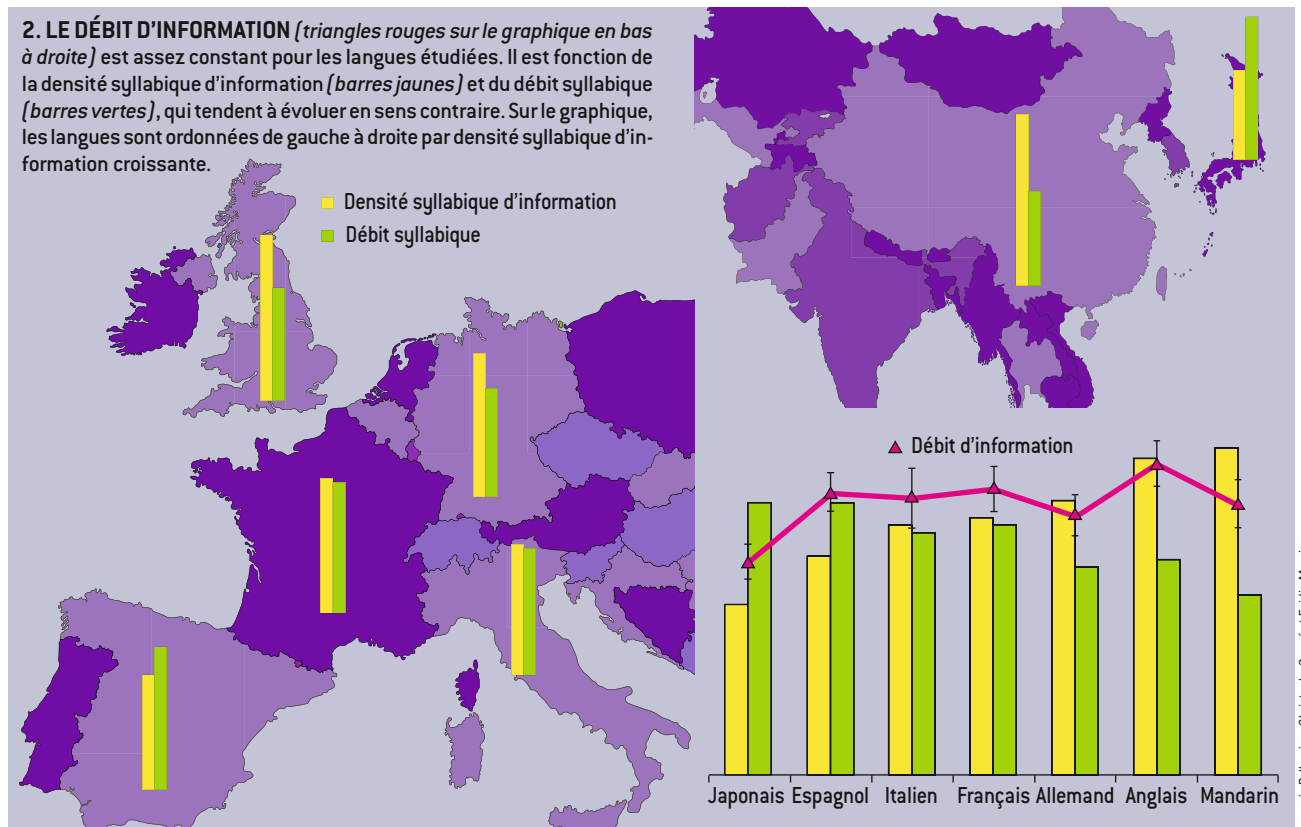 2. LE DÉBIT D'INFORMATION (triangles rouges sur le graphique en bas
à droite) est assez constant pour les langues étudiées. Il est fonction de
la densité syllabique d'information (barres jaunes) et du débit syllabique
(barres vertes), qui tendent à évoluer en sens contraire. Sur le graphique,
les langues sont ordonnées de gauche à droite par densité syllabique d'in-
formation croissante.
Densité syllabique d'information
Débit syllabique
Débit d'information
Japonais Espagnol Italien Français Allemand Anglais Mandarin